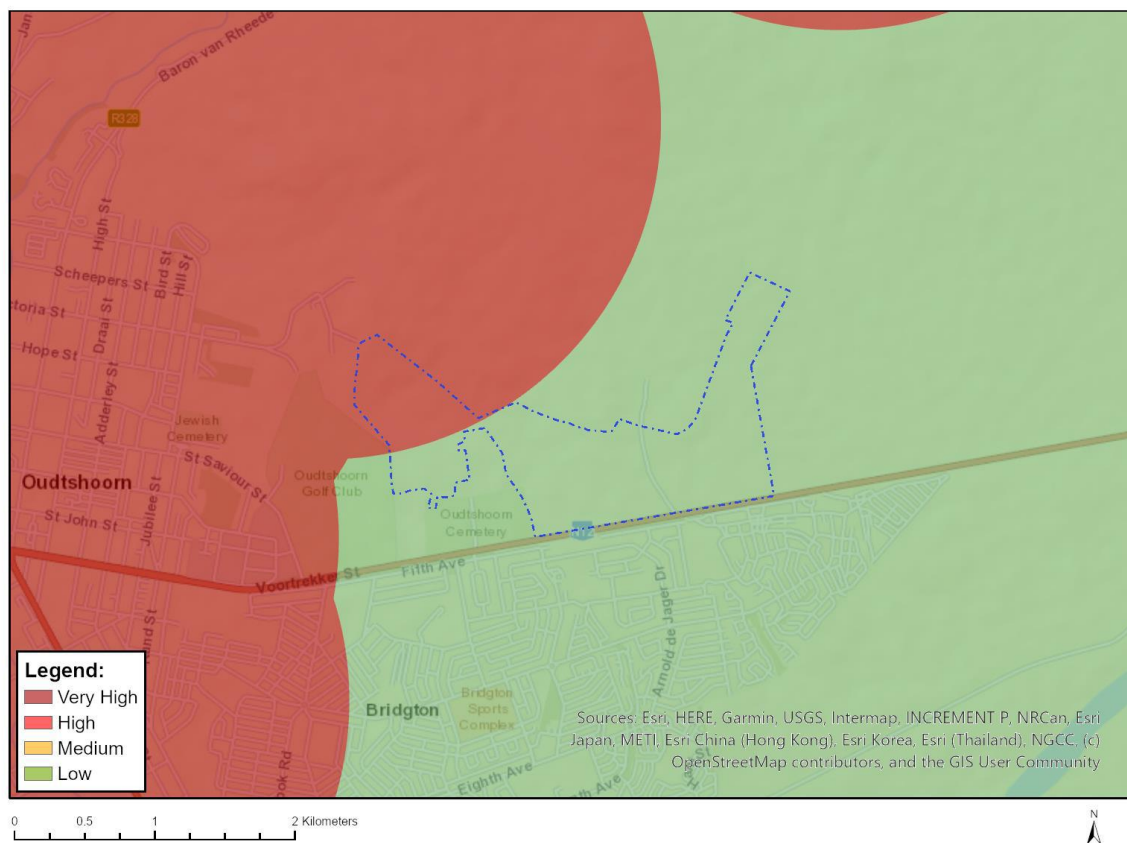 Jan
Baron van Rheede
R328
High St
Bird St
Hill St
Scheepers St
ctoria St
Draai St
Hope St
Adderley St
Jewish
Cemetery
St Saviour St
Oudtshoorn
Oudtshoorn
Golf Club
St John St
Jubilee St
Oudtshoorn
Cemetery
N12
Voortrekker St
Fifth Ave
Arnold de Jager Dr
Legend:
Very High
High
Medium
Low
Bridgton
Bridgton
Sports
Complex
Eighth Ave
Sources: Esri, HERE, Garmin, USGS, Intermap, INCREMENT P, NRCan, Esri
Japan, METI, Esri China (Hong Kong), Esri Korea, Esri (Thailand), NGCC, (c)
OpenStreetMap contributors, and the GIS User Community
0 0.5 1 2 Kilometers
N